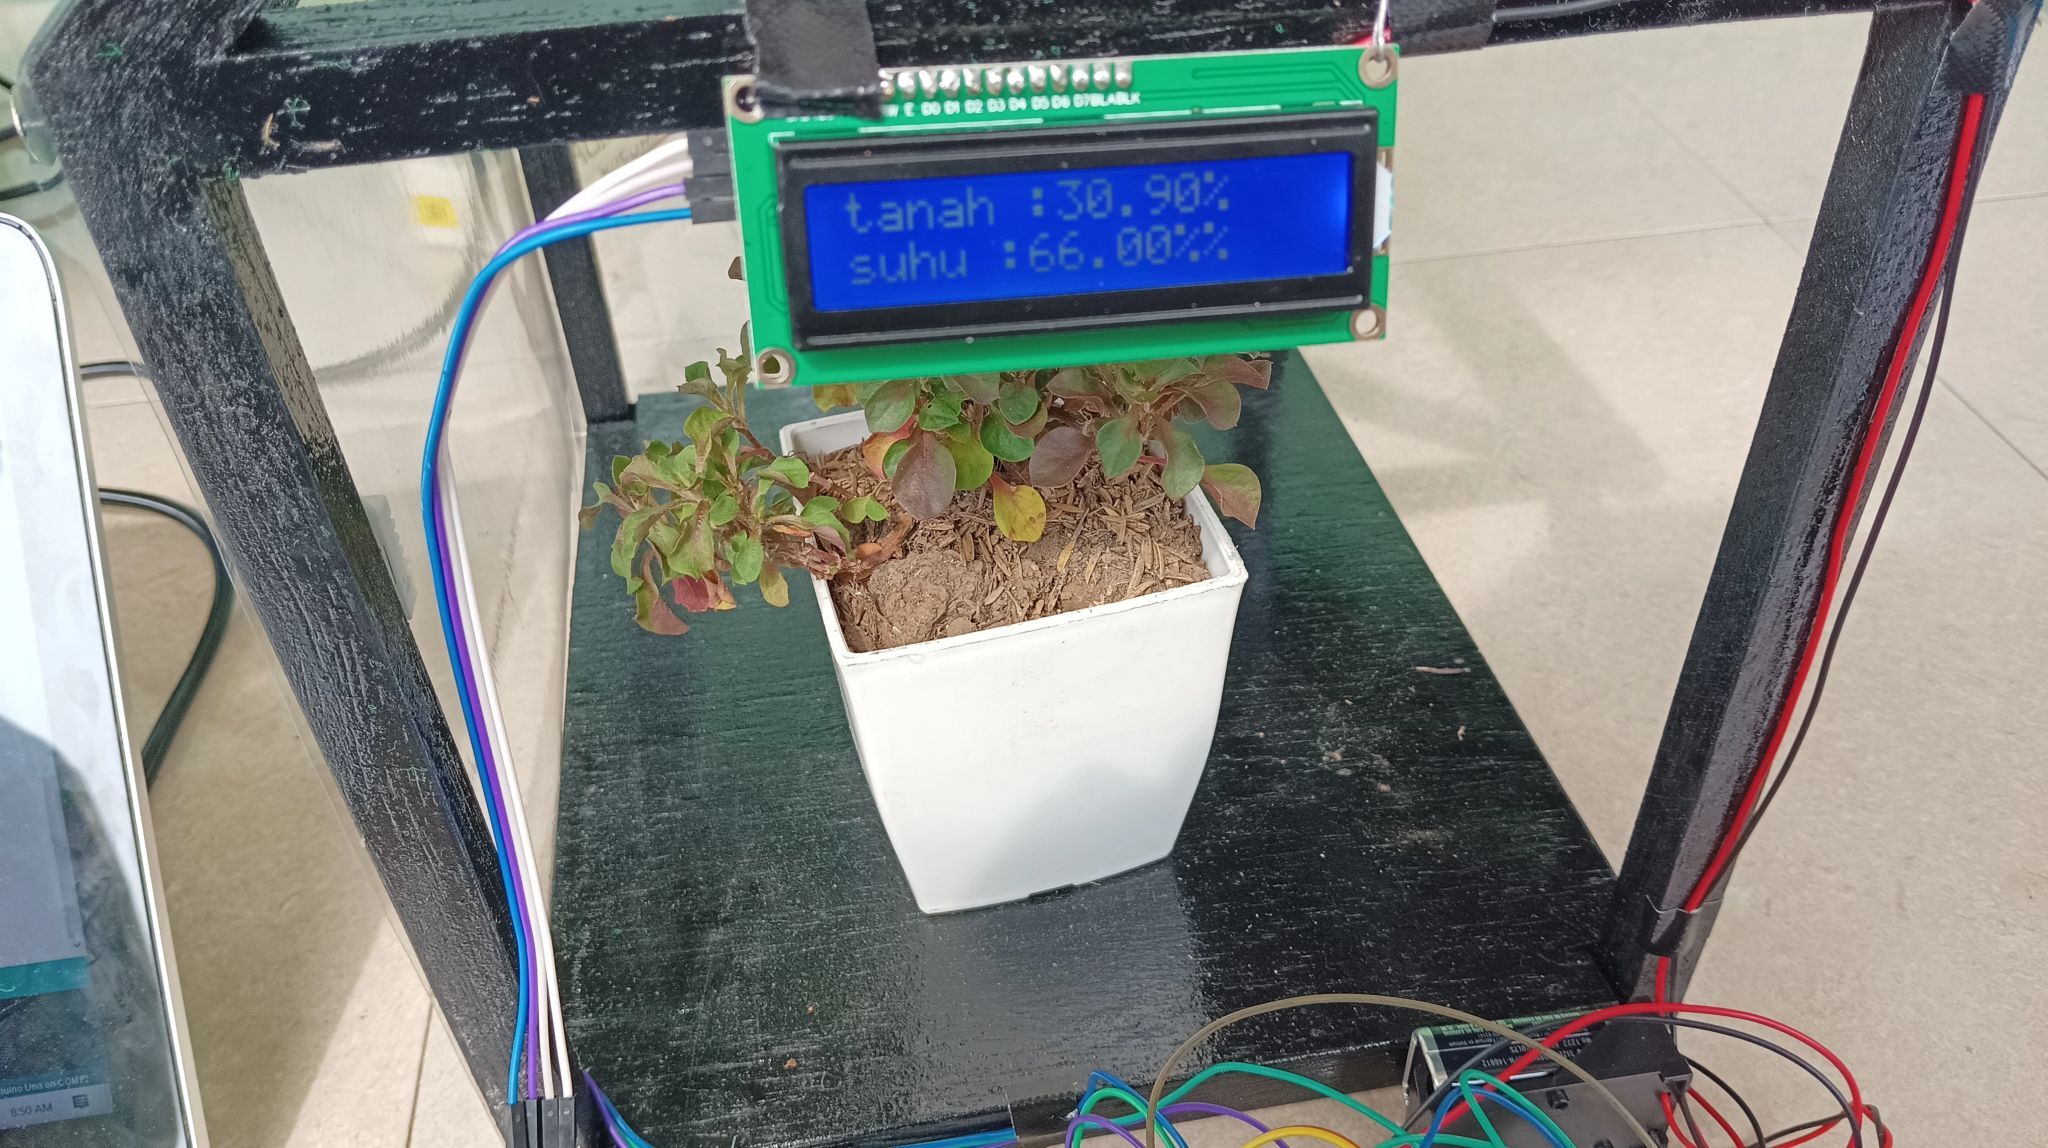 E D0 D1 D2 D3 D4 D5 D6 D7BLABLK
tanah :30.90%
suhu :66.00%%
duino Uno on COM
8:50 AM